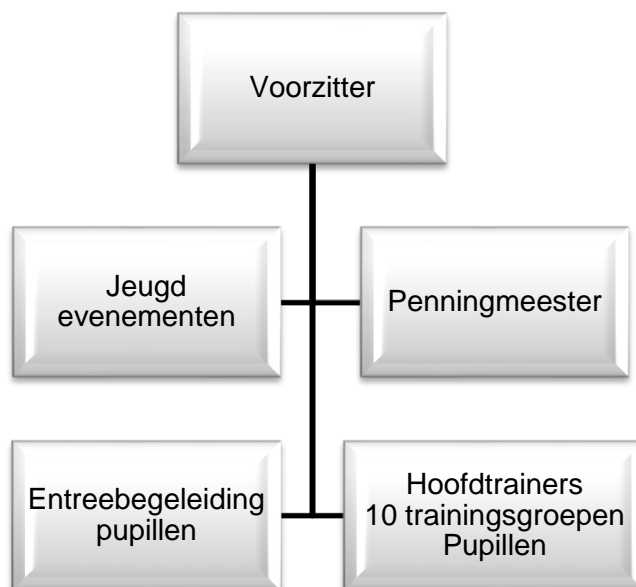 Voorzitter
Jeugd
evenementen
Penningmeester
Entreebegeleiding
pupillen
Hoofdtrainers
10 trainingsgroepen
Pupillen